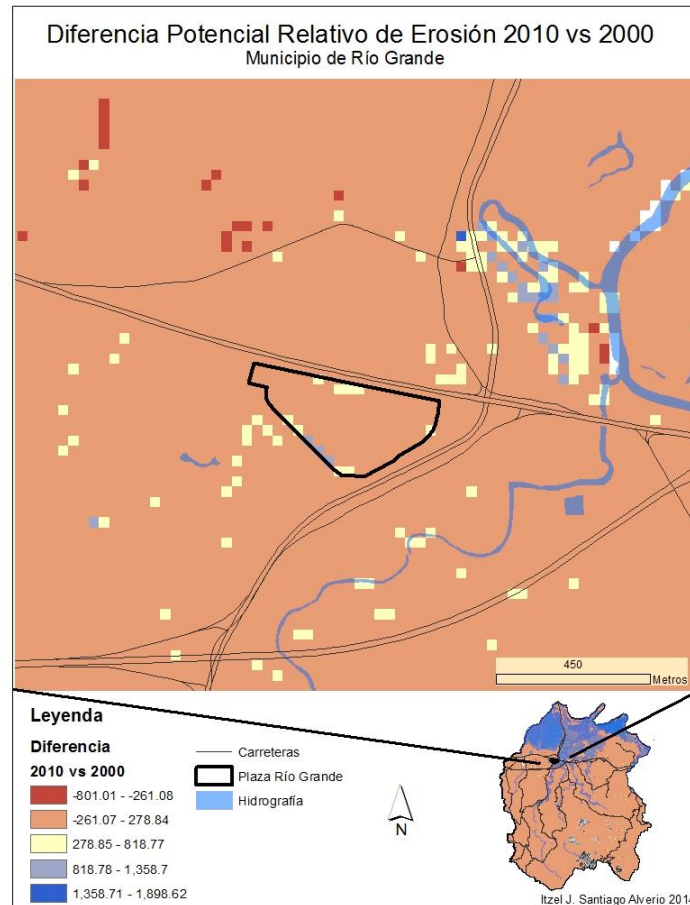 Diferencia Potencial Relativo de Erosión 2010 vs 2000
Municipio de Río Grande
450
Metros
Leyenda
Diferencia
2010 vs 2000
-801.01 - -261.08
-261.07 - 278.84
278.85 - 818.77
818.78 - 1,358.7
1,358.71 - 1,898.62
Carreteras
Plaza Río Grande
Hidrografía
N
Itzel J. Santiago Alverio 2014